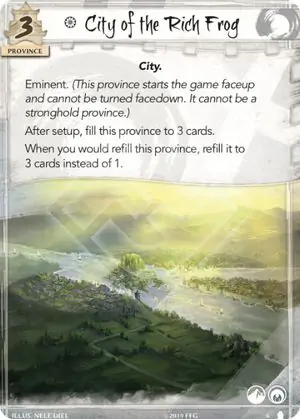 3
City of the Rich Frog
PROVINCE
City.
Eminent. (This province starts the game faceup
and cannot be turned facedown. It cannot be a
stronghold province.)
After setup, fill this province to 3 cards.
When you would refill this province, refill it to
3 cards instead of 1.
ILLUS: NELE DIEL
©2019 FFG